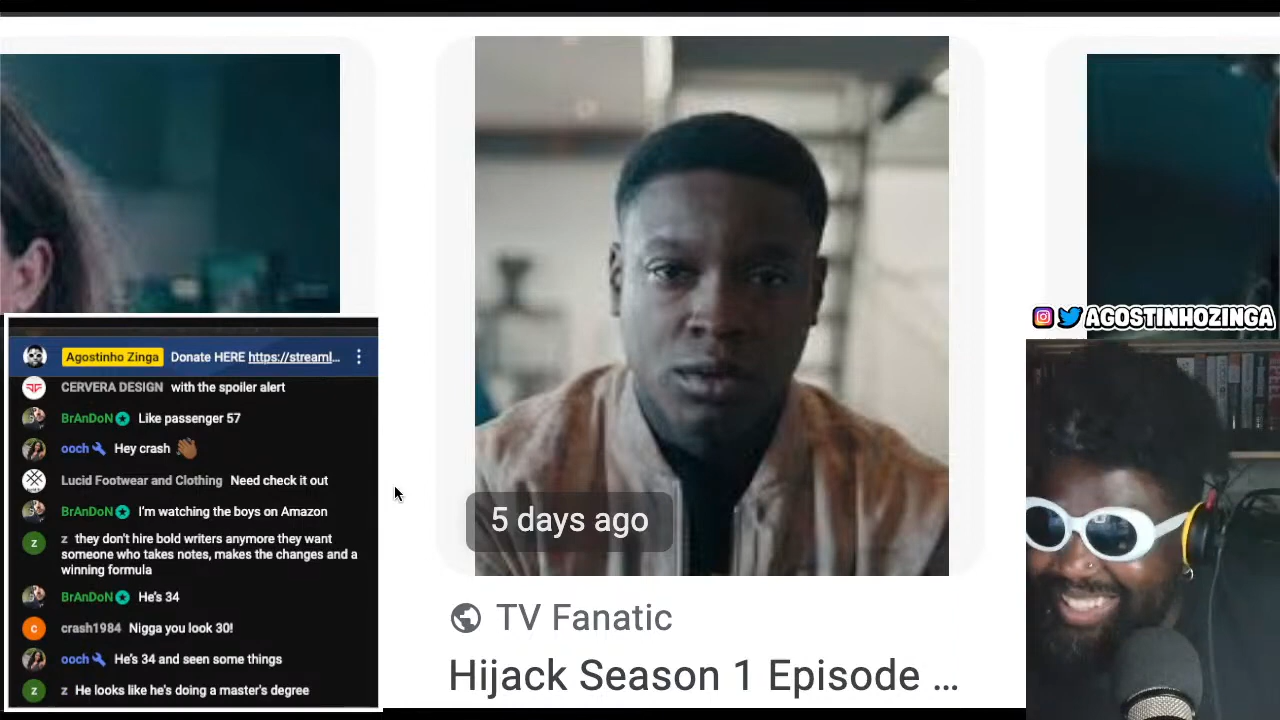 AGOSTINHOZINGA
Agostinho Zinga Donate HERE https://streaml...
CERVERA DESIGN with the spoiler alert
BrAnDoN Like passenger 57
ooch Hey crash 👋🏾
Lucid Footwear and Clothing Need check it out
BrAnDoN I'm watching the boys on Amazon
z they don't hire bold writers anymore they want
someone who takes notes, makes the changes and a
winning formula
BrAnDoN He's 34
crash1984 Nigga you look 30!
ooch He's 34 and seen some things
z He looks like he's doing a master's degree
5 days ago
TV Fanatic
Hijack Season 1 Episode ...